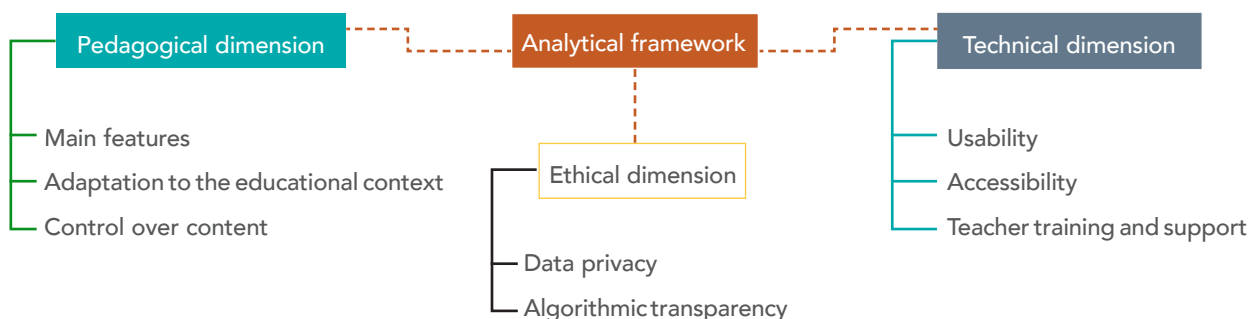 Pedagogical dimension
Analytical framework
Technical dimension
Main features
Adaptation to the educational context
Control over content
Ethical dimension
Data privacy
Algorithmic transparency
Usability
Accessibility
Teacher training and support